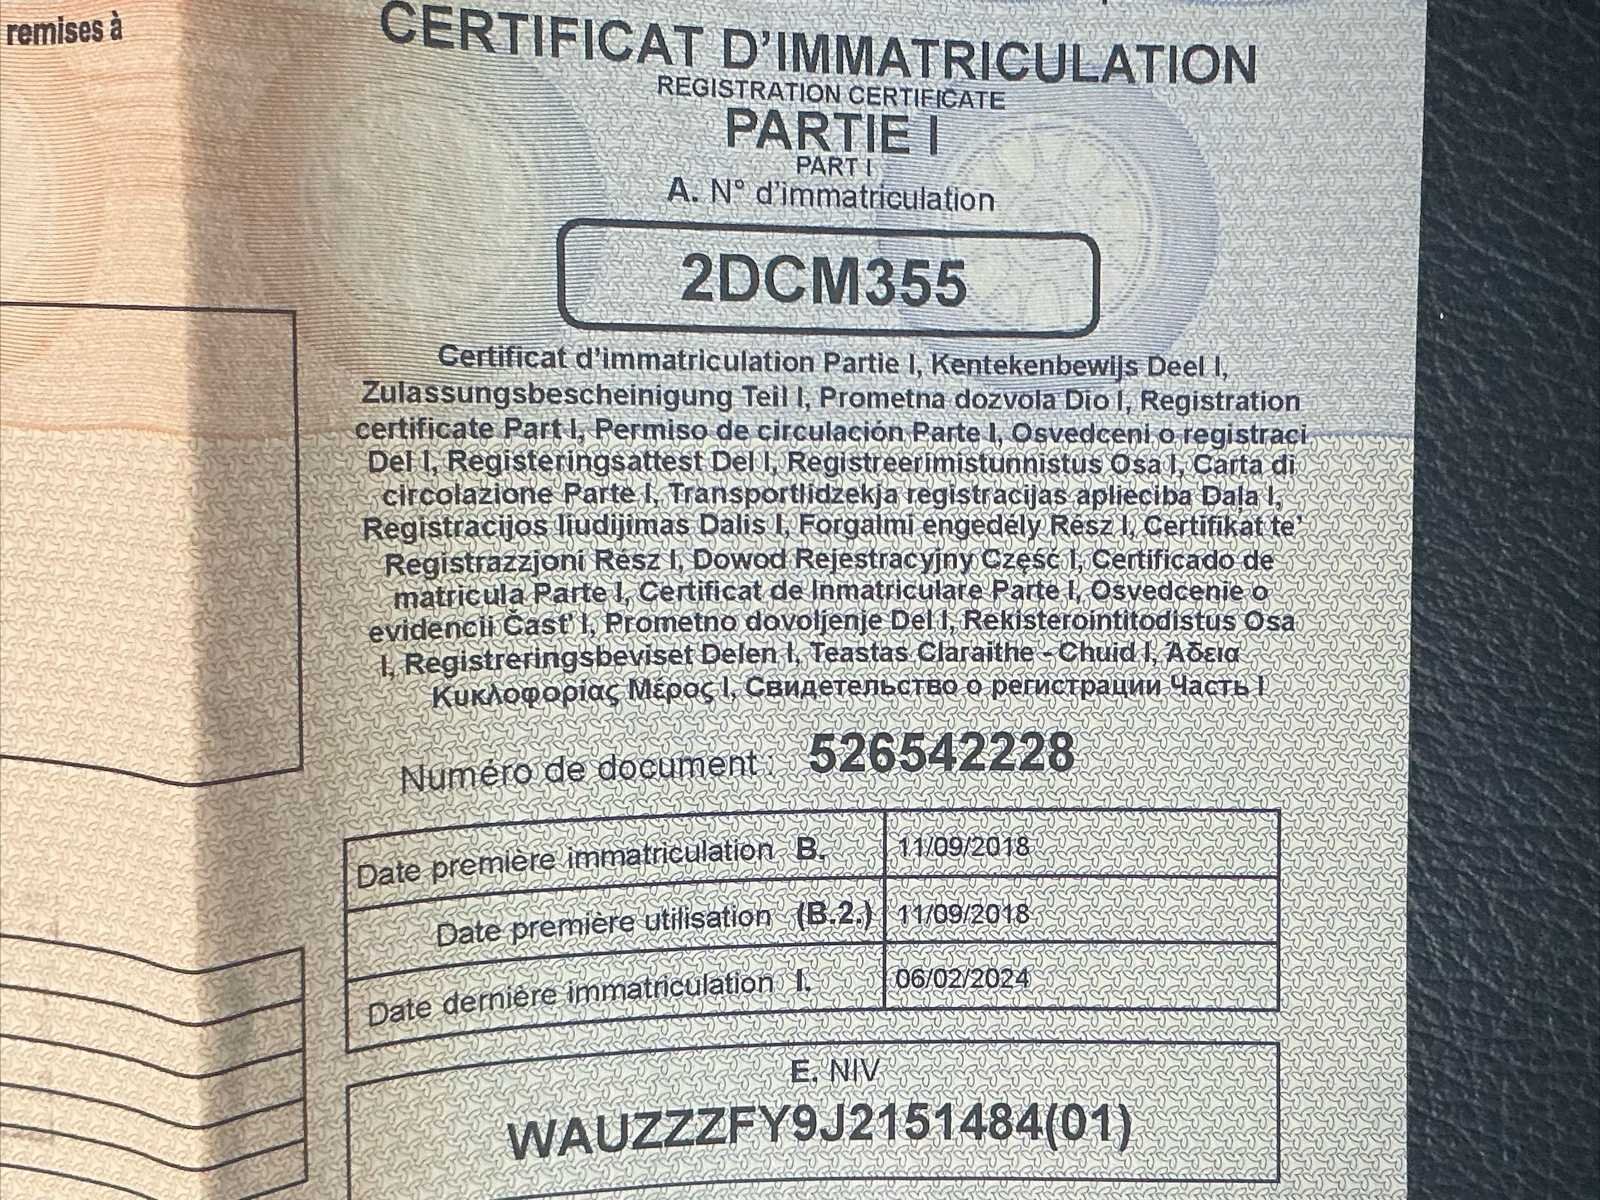 remises à
CERTIFICAT D'IMMATRICULATION
REGISTRATION CERTIFICATE
PARTIE I
PART I
A. N° d'immatriculation
2DCM355
Certificat d'immatriculation Partie I, Kentekenbewijs Deel I,
Zulassungsbescheinigung Teil I, Prometna dozvola Dio I, Registration
certificate Part I, Permiso de circulación Parte I, Osvedceni o registraci
Del I, Registeringsattest Del I, Registreerimistunnistus Osa I, Carta di
circolazione Parte I, Transportlidzekja registracijas aplieciba Daļa I,
Registracijos liudijimas Dalis I, Forgalmi engedély Rész I, Certifikat te'
Registrazzjoni Rész I, Dowod Rejestracyjny Część I, Certificado de
matricula Parte I, Certificat de Inmatriculare Parte I, Osvedcenie o
evidencii Čast' I, Prometno dovoljenje Del I, Rekisterointitodistus Osa
I, Registreringsbeviset Delen I, Teastas Claraithe - Chuid I, Άδεια
Κυκλοφορίας Μέρος I, Свидетельство о регистрации Часть I
Numéro de document : 526542228
Date première immatriculation B. 11/09/2018
Date première utilisation (B.2.) 11/09/2018
Date dernière immatriculation I. 06/02/2024
E. NIV
WAUZZZFY9J2151484(01)